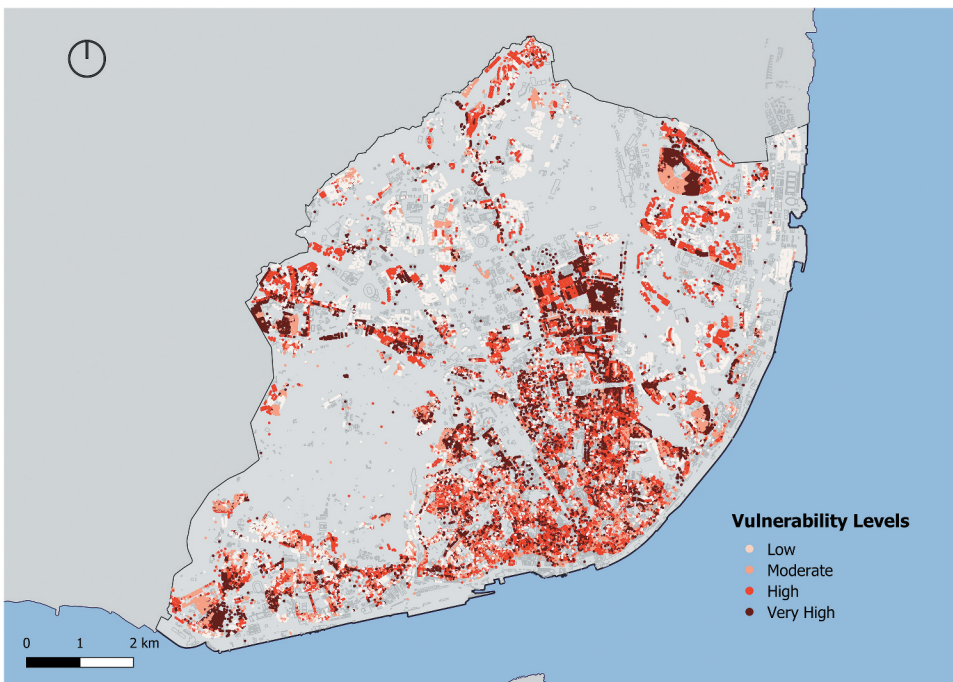 Vulnerability Levels
Low
Moderate
High
Very High
0 1 2 km